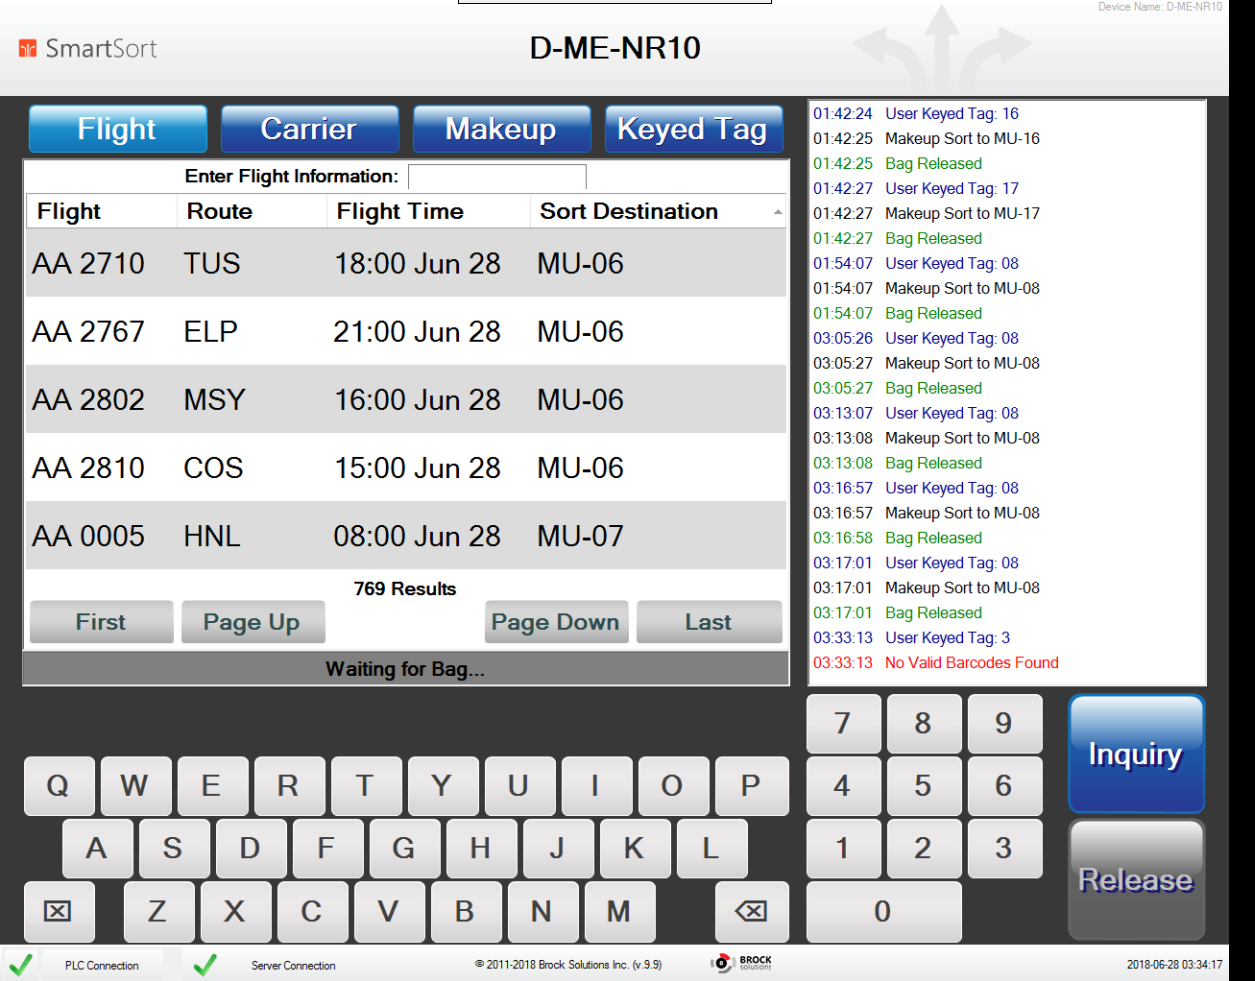 Device Name: D-ME-NR10
SmartSort
D-ME-NR10
Flight Carrier Makeup Keyed Tag
Enter Flight Information:
Flight Route Flight Time Sort Destination
AA 2710 TUS 18:00 Jun 28 MU-06
AA 2767 ELP 21:00 Jun 28 MU-06
AA 2802 MSY 16:00 Jun 28 MU-06
AA 2810 COS 15:00 Jun 28 MU-06
AA 0005 HNL 08:00 Jun 28 MU-07
769 Results
First Page Up Page Down Last
Waiting for Bag...
01:42:24 User Keyed Tag: 16
01:42:25 Makeup Sort to MU-16
01:42:25 Bag Released
01:42:27 User Keyed Tag: 17
01:42:27 Makeup Sort to MU-17
01:42:27 Bag Released
01:54:07 User Keyed Tag: 08
01:54:07 Makeup Sort to MU-08
01:54:07 Bag Released
03:05:26 User Keyed Tag: 08
03:05:27 Makeup Sort to MU-08
03:05:27 Bag Released
03:13:07 User Keyed Tag: 08
03:13:08 Makeup Sort to MU-08
03:13:08 Bag Released
03:16:57 User Keyed Tag: 08
03:16:57 Makeup Sort to MU-08
03:16:58 Bag Released
03:17:01 User Keyed Tag: 08
03:17:01 Makeup Sort to MU-08
03:17:01 Bag Released
03:33:13 User Keyed Tag: 3
03:33:13 No Valid Barcodes Found
Q W E R T Y U I O P
A S D F G H J K L
Z X C V B N M
7 8 9
4 5 6
1 2 3
0
Inquiry
Release
PLC Connection
Server Connection
© 2011-2018 Brock Solutions Inc. (v.9.9)
BROCK
solutions
2018-06-28 03:34:17